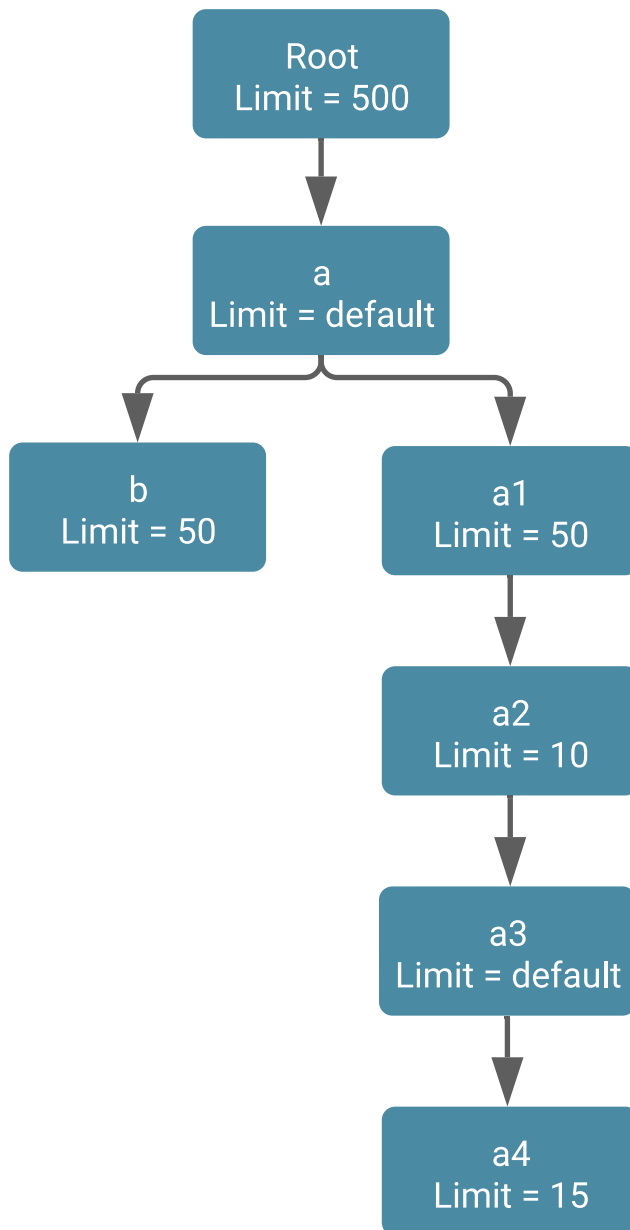 Root
Limit = 500
a
Limit = default
b
Limit = 50
a1
Limit = 50
a2
Limit = 10
a3
Limit = default
a4
Limit = 15